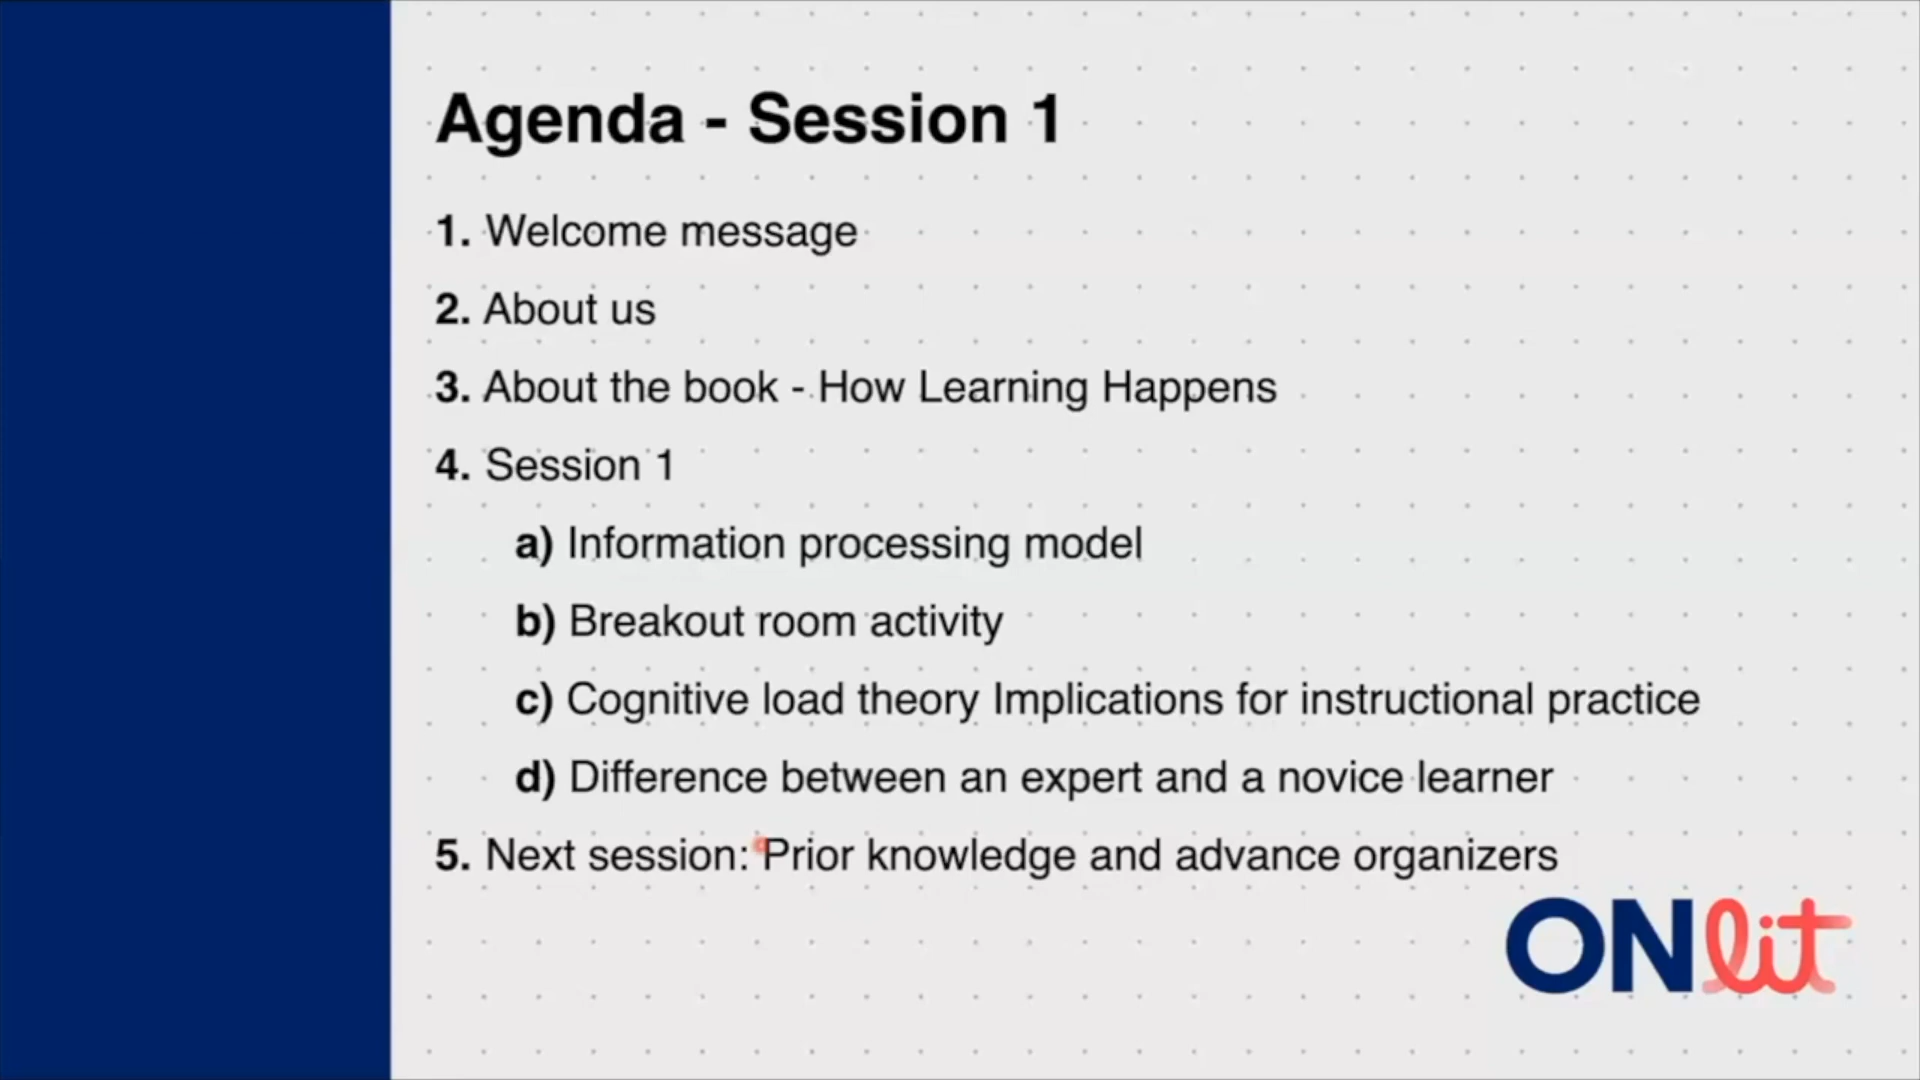 Agenda - Session 1
1. Welcome message
2. About us
3. About the book - How Learning Happens
4. Session 1
a) Information processing model
b) Breakout room activity
c) Cognitive load theory Implications for instructional practice
d) Difference between an expert and a novice learner
5. Next session: Prior knowledge and advance organizers
ONlit